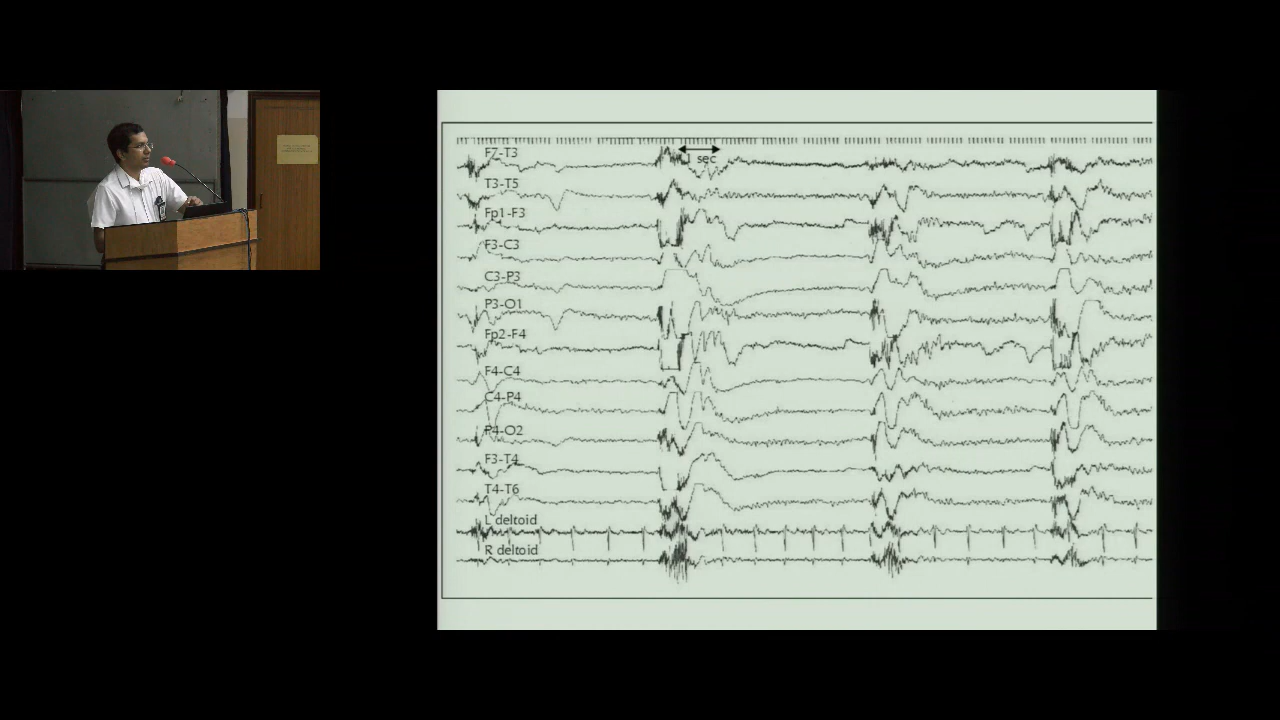 sec
F7-T3
T3-T5
Fp1-F3
F3-C3
C3-P3
P3-O1
Fp2-F4
F4-C4
C4-P4
P4-O2
F3-T4
T4-T6
L deltoid
R deltoid